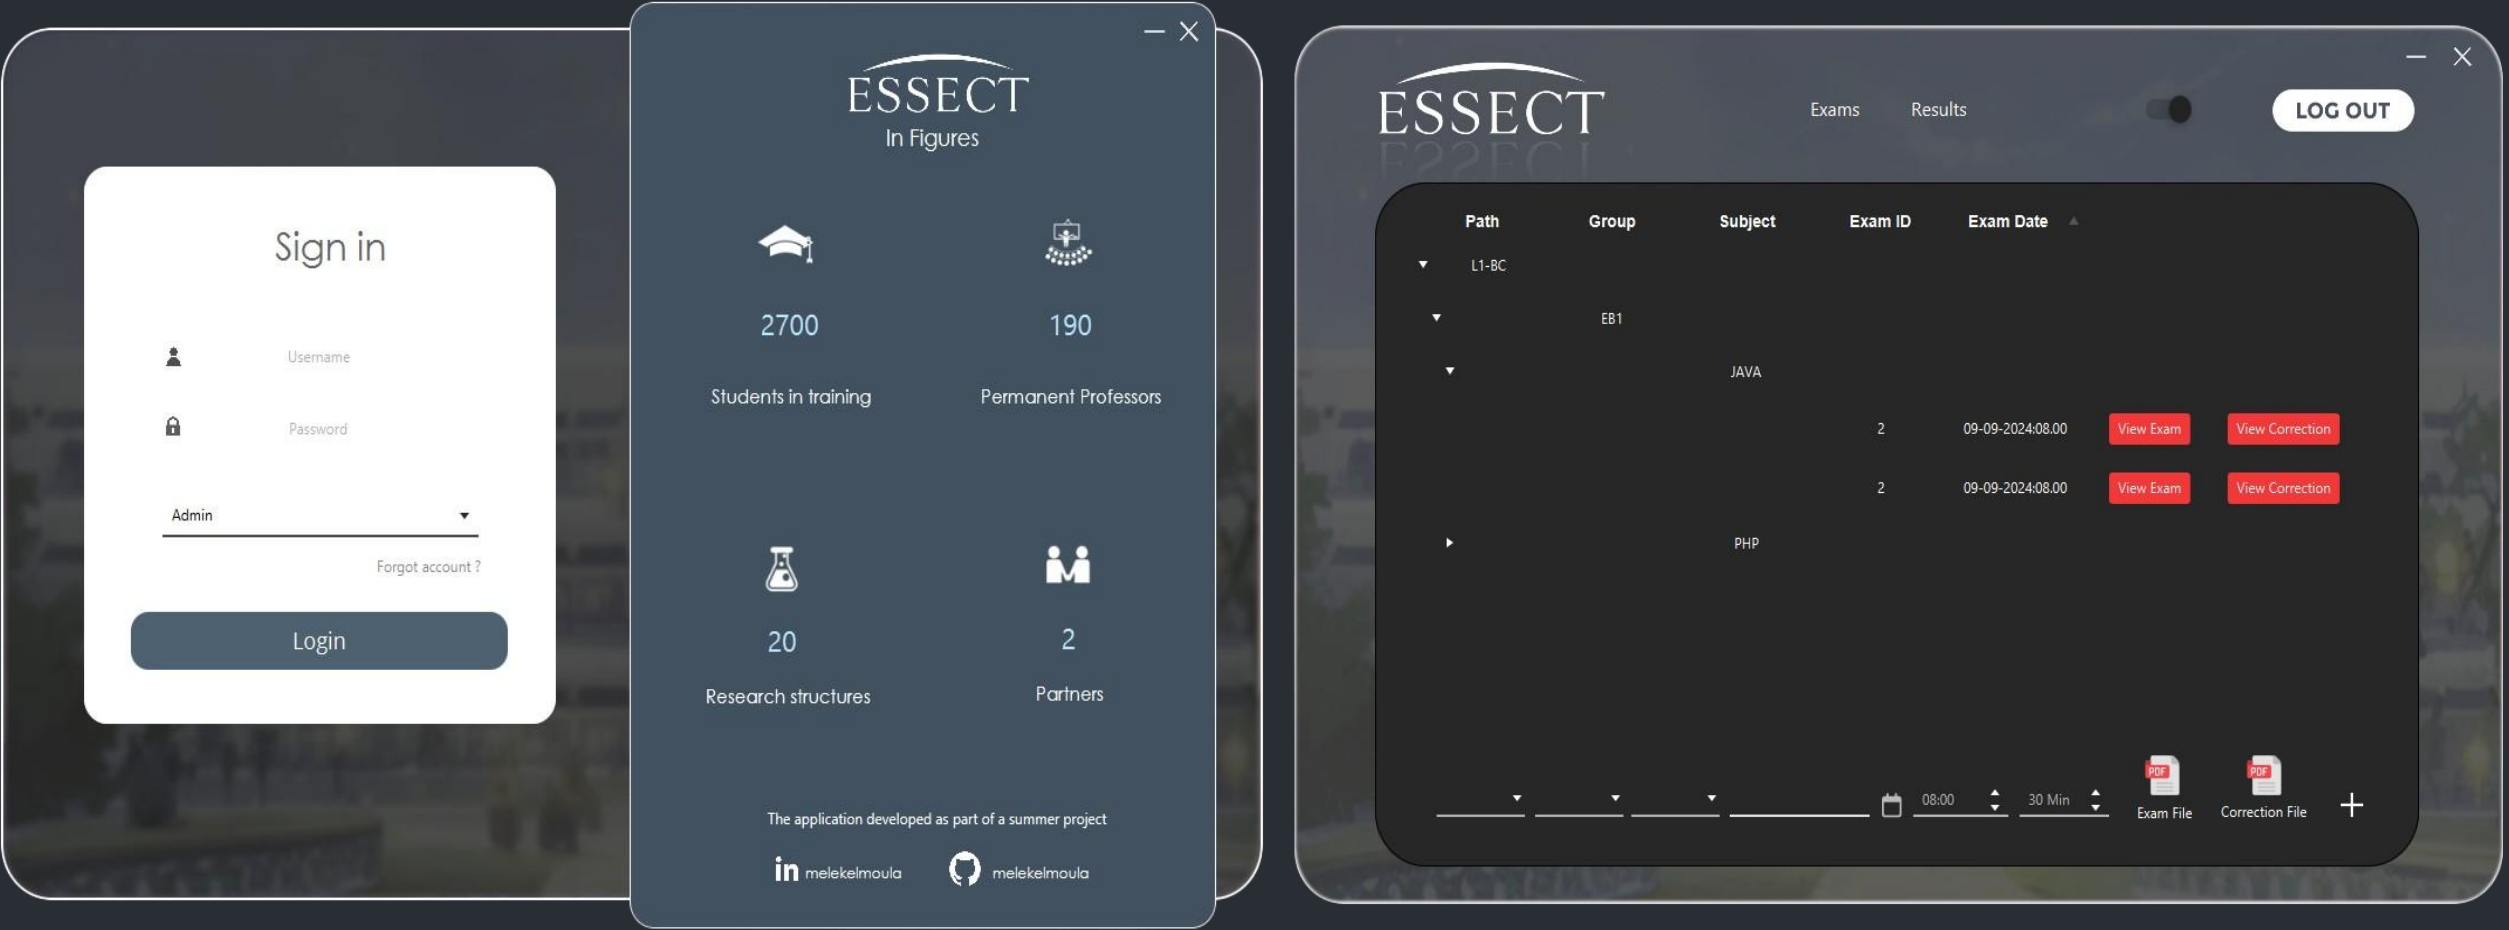 Sign in
Username
Password
Admin
Forgot account ?
Login
ESSECT
In Figures
2700
190
Students in training
Permanent Professors
20
2
Research structures
Partners
The application developed as part of a summer project
in melekelmoula
melekelmoula
ESSECT
Exams
Results
LOG OUT
Path Group Subject Exam ID Exam Date
L1-BC
EB1
JAVA
2 09-09-2024:08.00 View Exam View Correction
2 09-09-2024:08.00 View Exam View Correction
PHP
08:00
30 Min
PDF
Exam File
PDF
Correction File